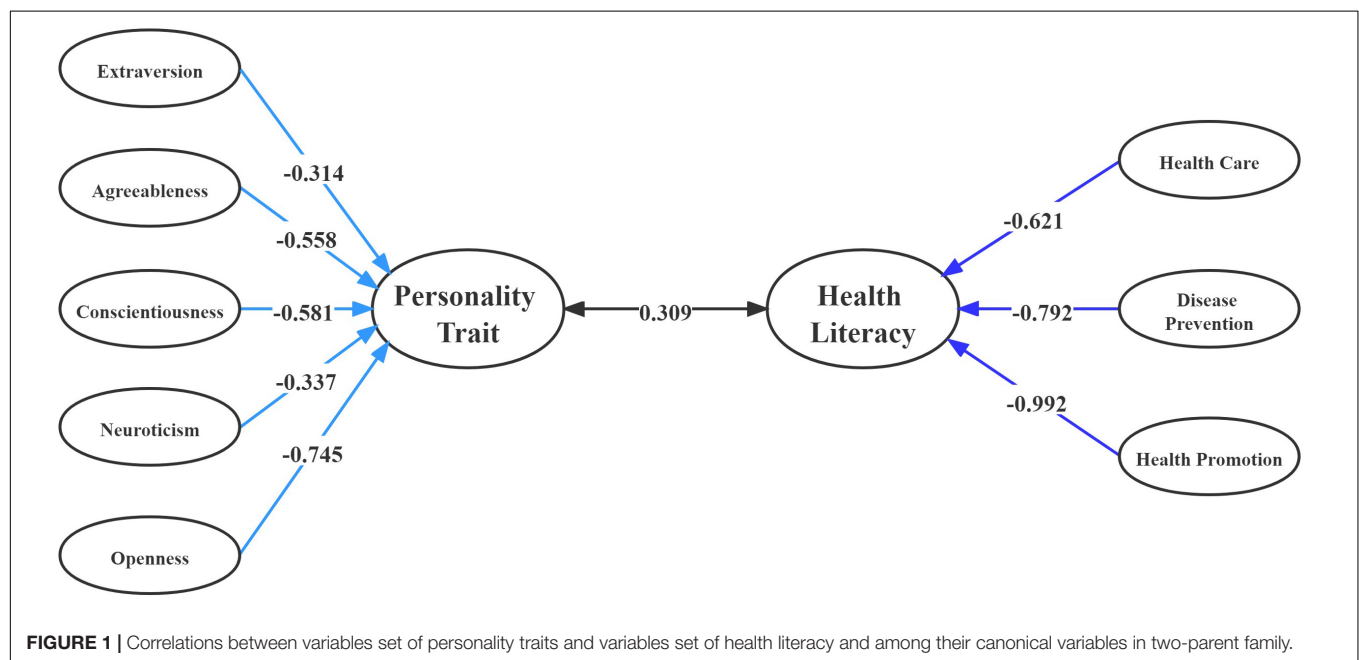 Extraversion
Agreeableness
Conscientiousness
Neuroticism
Openness
-0.314
-0.558
-0.581
-0.337
-0.745
Personality
Trait
0.309
Health
Literacy
-0.621
-0.792
-0.992
Health Care
Disease
Prevention
Health Promotion
FIGURE 1 | Correlations between variables set of personality traits and variables set of health literacy and among their canonical variables in two-parent family.